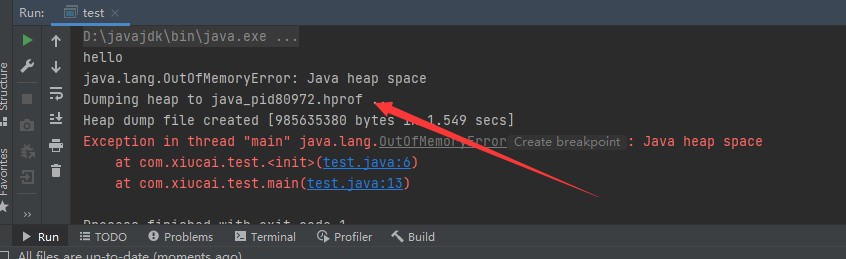 Run: test
D:\javajdk\bin\java.exe ...
hello
java.lang.OutOfMemoryError: Java heap space
Dumping heap to java_pid80972.hprof ...
Heap dump file created [985635380 bytes in 1.549 secs]
Exception in thread "main" java.lang.OutOfMemoryError Create breakpoint : Java heap space
at com.xiucai.test.<init>(test.java:6)
at com.xiucai.test.main(test.java:13)
Process finished with exit code 1
Favorites
Run TODO Problems Terminal Profiler Build
All files are up-to-date (moments ago)